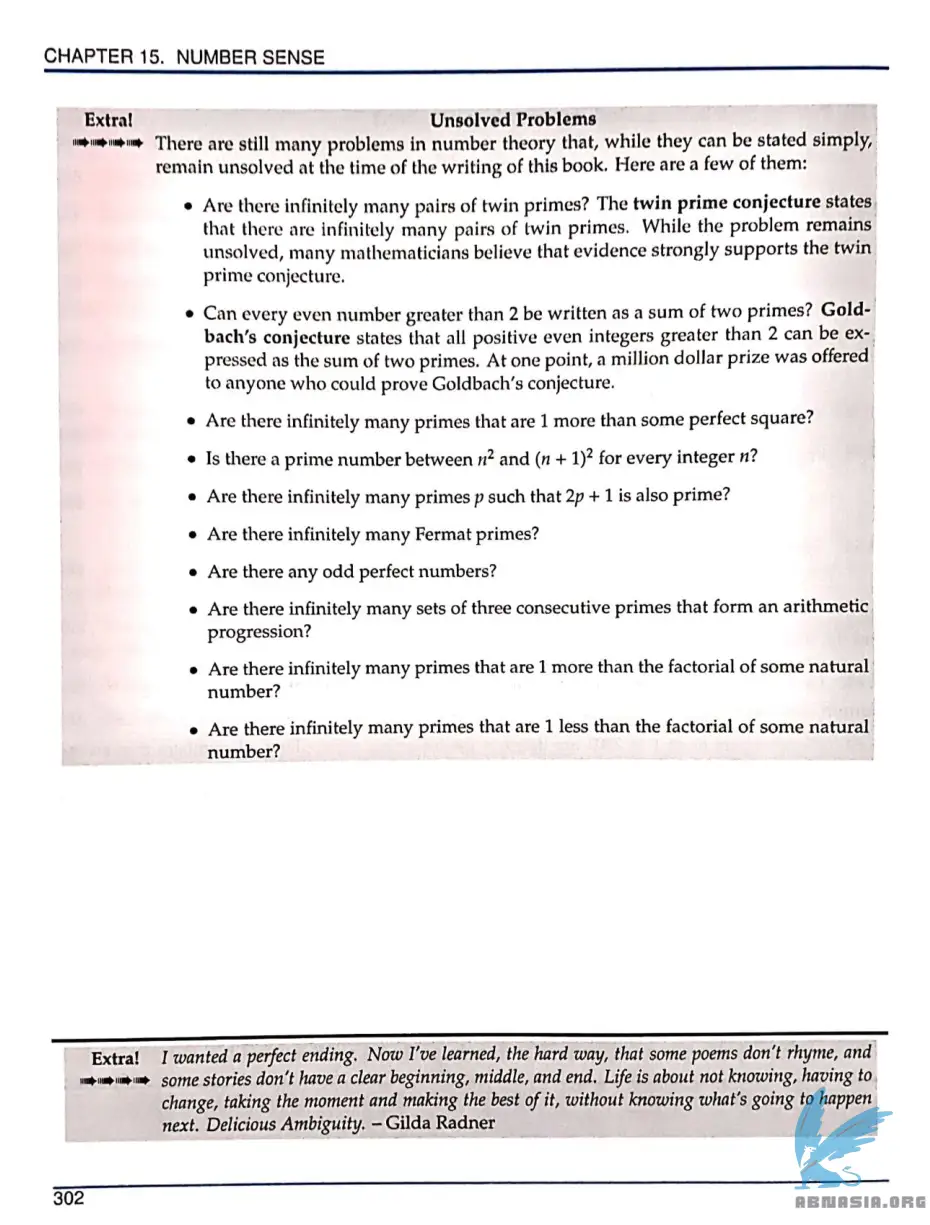 CHAPTER 15. NUMBER SENSE
Extra! Unsolved Problems
There are still many problems in number theory that, while they can be stated simply,
remain unsolved at the time of the writing of this book. Here are a few of them:
• Are there infinitely many pairs of twin primes? The twin prime conjecture states
that there are infinitely many pairs of twin primes. While the problem remains
unsolved, many mathematicians believe that evidence strongly supports the twin
prime conjecture.
• Can every even number greater than 2 be written as a sum of two primes? Gold-
bach's conjecture states that all positive even integers greater than 2 can be ex-
pressed as the sum of two primes. At one point, a million dollar prize was offered
to anyone who could prove Goldbach's conjecture.
• Are there infinitely many primes that are 1 more than some perfect square?
• Is there a prime number between n² and (n + 1)² for every integer n?
• Are there infinitely many primes p such that 2p + 1 is also prime?
• Are there infinitely many Fermat primes?
• Are there any odd perfect numbers?
• Are there infinitely many sets of three consecutive primes that form an arithmetic
progression?
• Are there infinitely many primes that are 1 more than the factorial of some natural
number?
• Are there infinitely many primes that are 1 less than the factorial of some natural
number?
Extra! I wanted a perfect ending. Now I've learned, the hard way, that some poems don't rhyme, and
some stories don't have a clear beginning, middle, and end. Life is about not knowing, having to
change, taking the moment and making the best of it, without knowing what's going to happen
next. Delicious Ambiguity. – Gilda Radner
302
ABNASIA.ORG